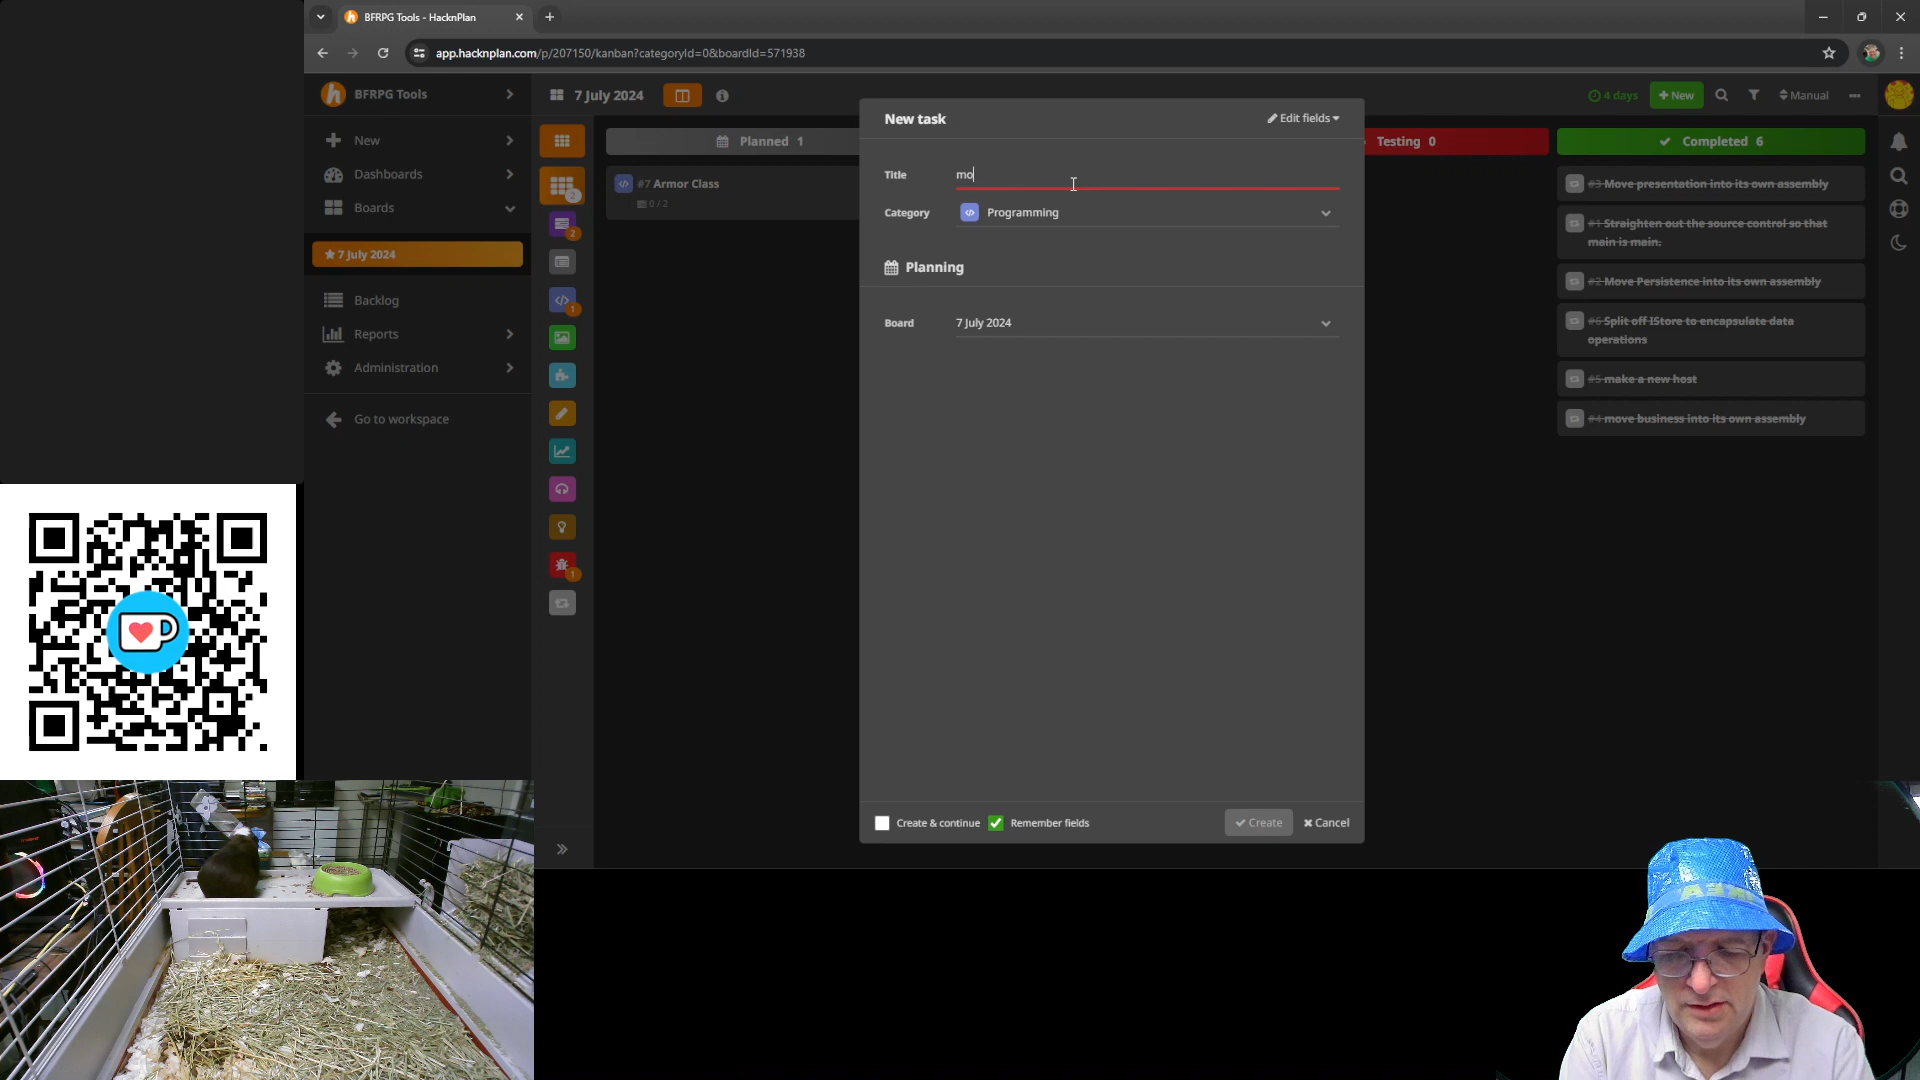 BFRPG Tools - HacknPlan
app.hacknplan.com/p/207150/kanban?categoryId=0&boardId=571938
BFRPG Tools
7 July 2024
4 days
New
Manual
New
Dashboards
Boards
7 July 2024
Backlog
Reports
Administration
Go to workspace
2
2
1
1
Planned 1
#7 Armor Class
0 / 2
New task
Edit fields
Title
mo
Category
Programming
Planning
Board
7 July 2024
Create & continue
Remember fields
Create
Cancel
Testing 0
Completed 6
#3 Move presentation into its own assembly
#1 Straighten out the source control so that
main is main.
#2 Move Persistence into its own assembly
#6 Split off IStore to encapsulate data
operations
#5 make a new host
#4 move business into its own assembly